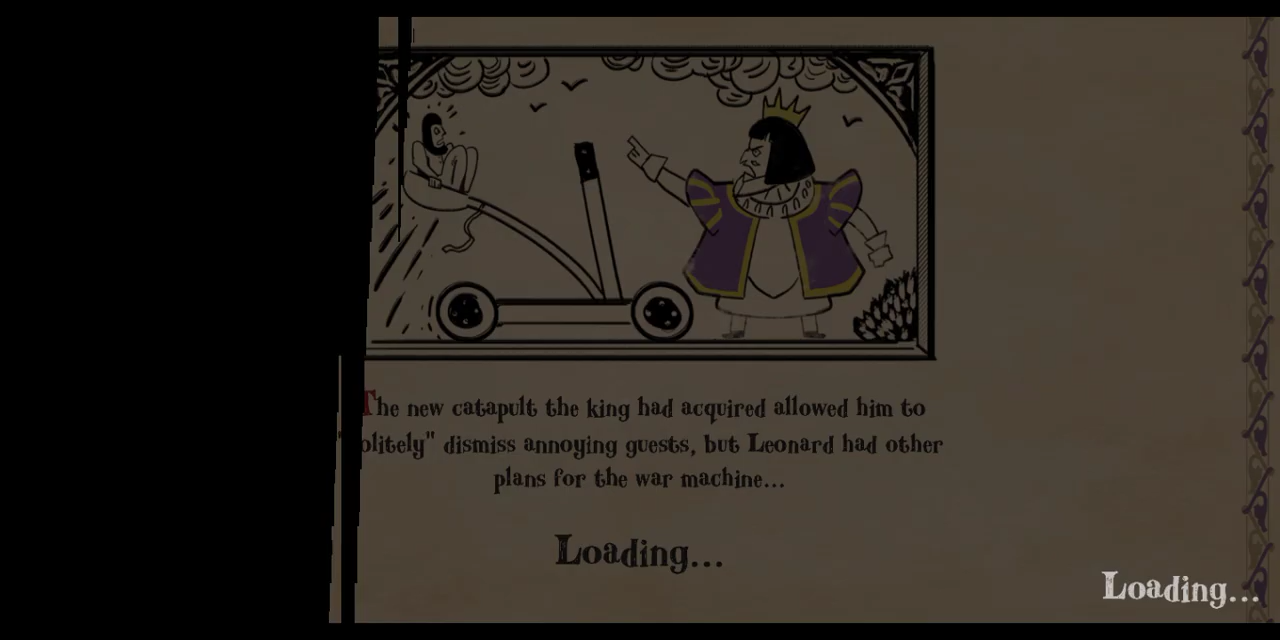 The new catapult the king had acquired allowed him to
olitely" dismiss annoying guests, but Leonard had other
plans for the war machine...
Loading...
Loading...